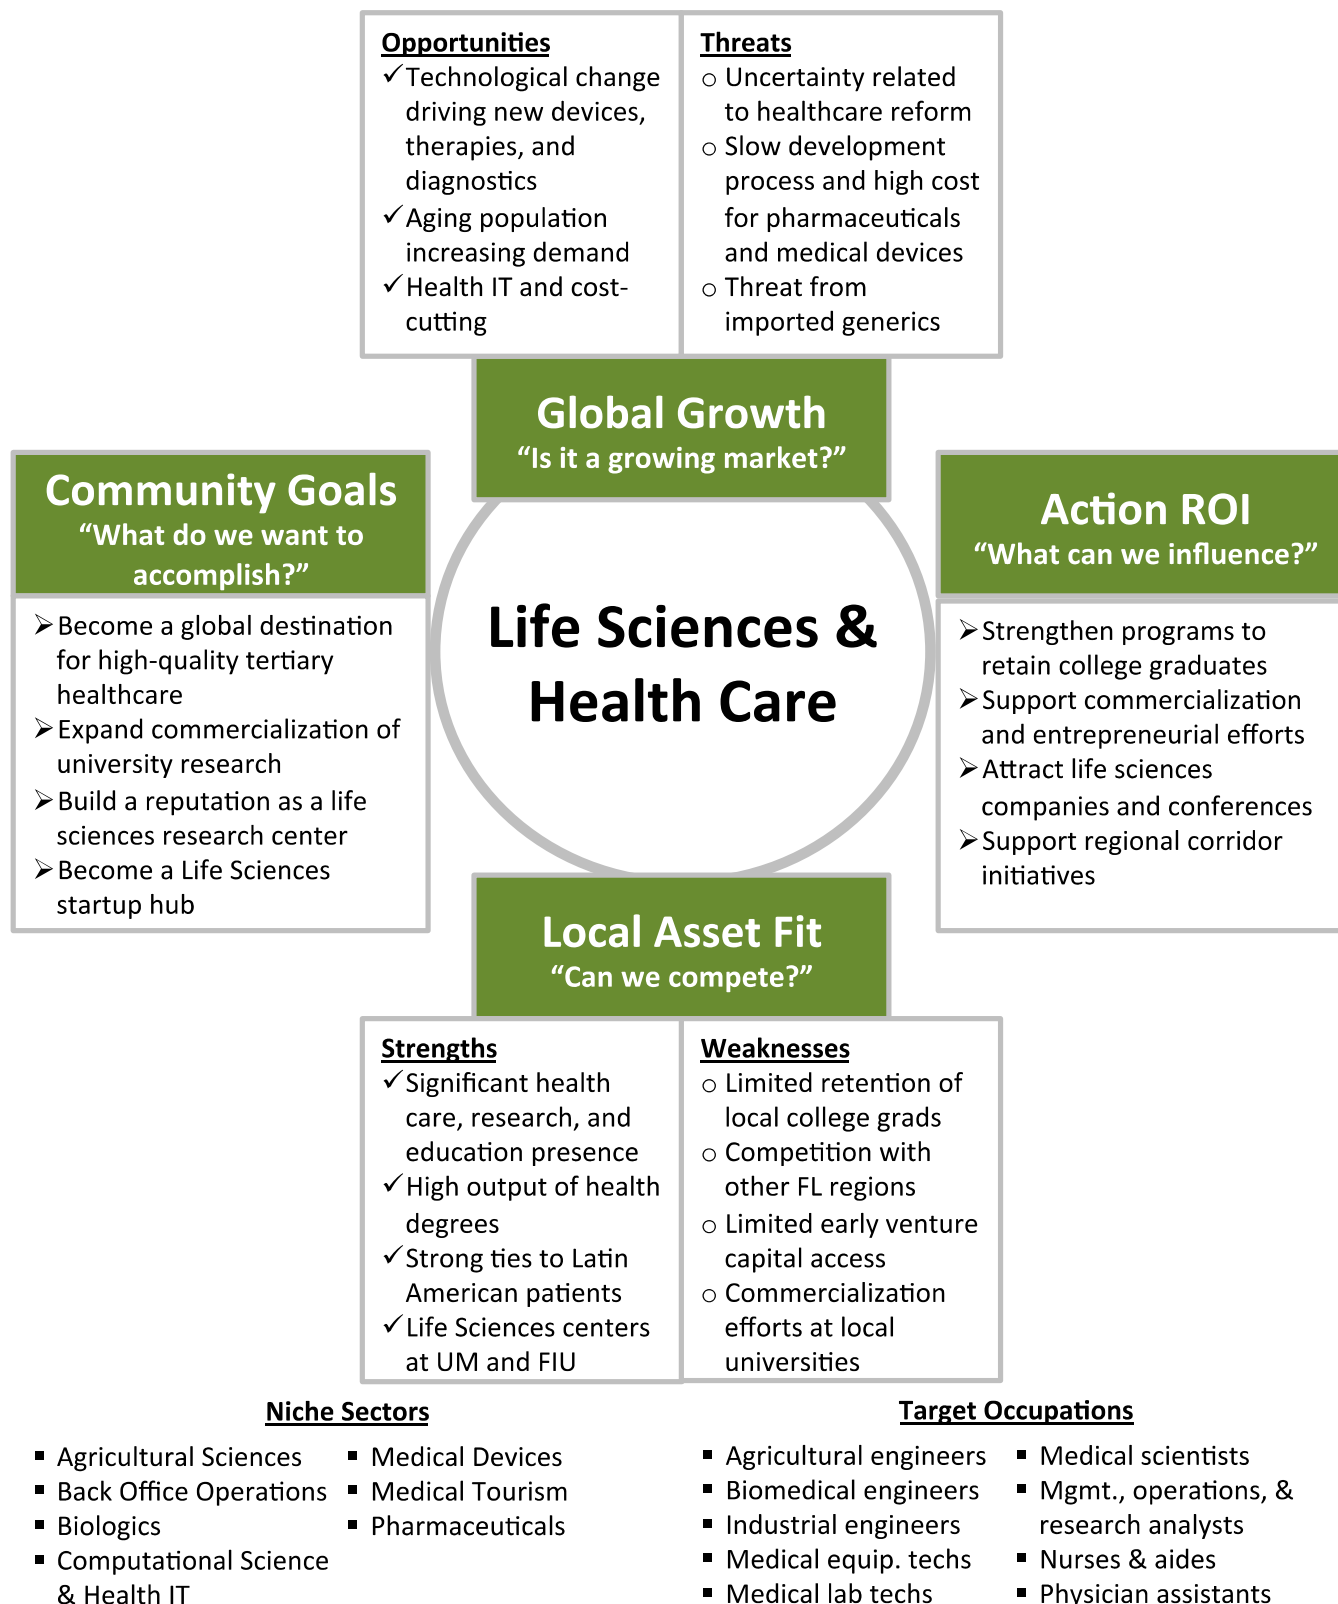 Opportunities
✓Technological change
driving new devices,
therapies, and
diagnostics
✓Aging population
increasing demand
✓Health IT and cost-
cutting
Threats
o Uncertainty related
to healthcare reform
o Slow development
process and high cost
for pharmaceuticals
and medical devices
o Threat from
imported generics
Global Growth
“Is it a growing market?”
Community Goals
“What do we want to
accomplish?”
➢Become a global destination
for high-quality tertiary
healthcare
➢Expand commercialization of
university research
➢Build a reputation as a life
sciences research center
➢Become a Life Sciences
startup hub
Life Sciences &
Health Care
Action ROI
“What can we influence?”
➢Strengthen programs to
retain college graduates
➢Support commercialization
and entrepreneurial efforts
➢Attract life sciences
companies and conferences
➢Support regional corridor
initiatives
Local Asset Fit
“Can we compete?”
Strengths
✓Significant health
care, research, and
education presence
✓High output of health
degrees
✓Strong ties to Latin
American patients
✓Life Sciences centers
at UM and FIU
Weaknesses
o Limited retention of
local college grads
o Competition with
other FL regions
o Limited early venture
capital access
o Commercialization
efforts at local
universities
Niche Sectors
▪ Agricultural Sciences
▪ Back Office Operations
▪ Biologics
▪ Computational Science
& Health IT
▪ Medical Devices
▪ Medical Tourism
▪ Pharmaceuticals
Target Occupations
▪ Agricultural engineers
▪ Biomedical engineers
▪ Industrial engineers
▪ Medical equip. techs
▪ Medical lab techs
▪ Medical scientists
▪ Mgmt., operations, &
research analysts
▪ Nurses & aides
▪ Physician assistants